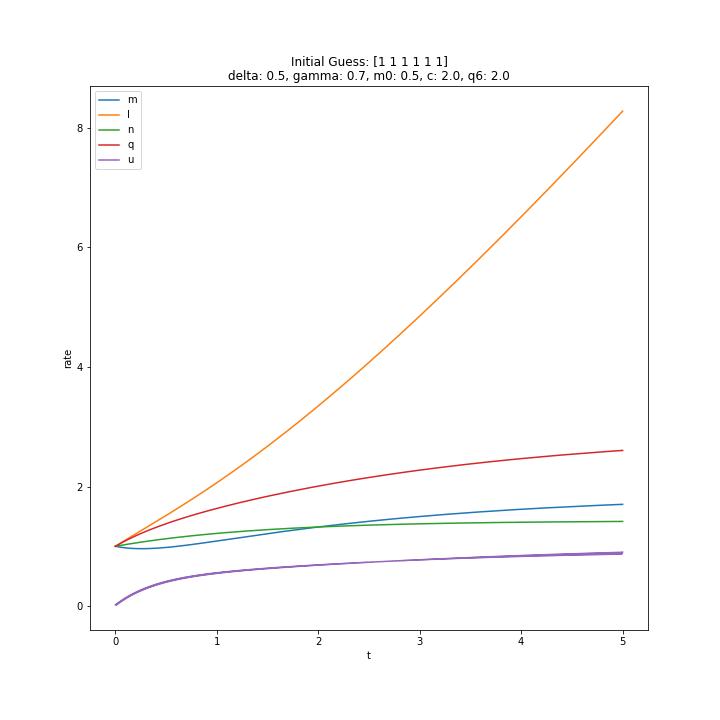 Initial Guess: [1 1 1 1 1 1]
delta: 0.5, gamma: 0.7, m0: 0.5, c: 2.0, q6: 2.0
m
l
n
q
u
8
6
4
2
0
rate
0 1 2 3 4 5
t